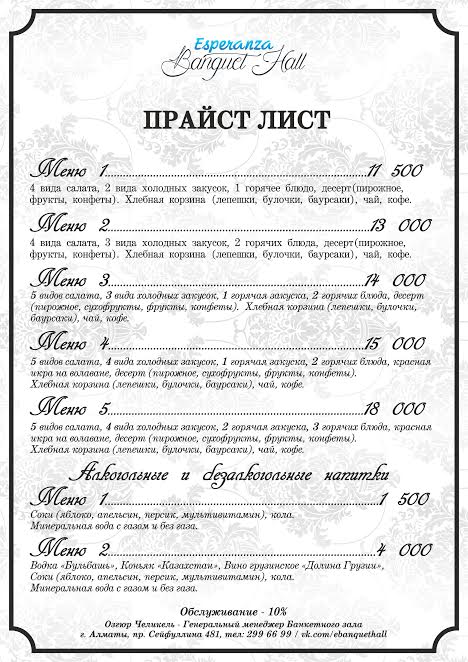 Esperanza
Banquet Hall
ПРАЙСТ ЛИСТ
Меню 1.................................................11 500
4 вида салата, 2 вида холодных закусок, 1 горячее блюдо, десерт(пирожное,
фрукты, конфеты). Хлебная корзина (лепешки, булочки, баурсаки), чай, кофе.
Меню 2.................................................13 000
4 вида салата, 3 вида холодных закусок, 2 горячих блюда, десерт(пирожное,
фрукты, конфеты). Хлебная корзина (лепешки, булочки, баурсаки), чай, кофе.
Меню 3.................................................14 000
5 видов салата, 3 вида холодных закусок, 1 горячая закуска, 2 горячих блюда, десерт
(пирожное, сухофрукты, фрукты, конфеты). Хлебная корзина (лепешки, булочки,
баурсаки), чай, кофе.
Меню 4.................................................15 000
5 видов салата, 4 вида холодных закусок, 1 горячая закуска, 2 горячих блюда, красная
икра на волаване, десерт (пирожное, сухофрукты, фрукты, конфеты).
Хлебная корзина (лепешки, булочки, баурсаки), чай, кофе.
Меню 5.................................................18 000
5 видов салата, 4 вида холодных закусок, 2 горячая закуска, 3 горячих блюда, красная
икра на волаване, десерт (пирожное, сухофрукты, фрукты, конфеты).
Хлебная корзина (лепешки, булочки, баурсаки), чай, кофе.
Алкогольные и безалкогольные напитки
Меню 1.................................................1 500
Соки (яблоко, апельсин, персик, мультивитамин), кола.
Минеральная вода с газом и без газа.
Меню 2.................................................4 000
Водка «Бульбашь», Коньяк «Казахстан», Вино грузинское «Долина Грузии»,
Соки (яблоко, апельсин, персик, мультивитамин), кола.
Минеральная вода с газом и без газа.
Обслуживание - 10%
Озгюр Челикель - Генеральный менеджер Банкетного зала
г. Алматы, пр. Сейфуллина 481, тел: 299 66 99 / vk.com/ebanquethall